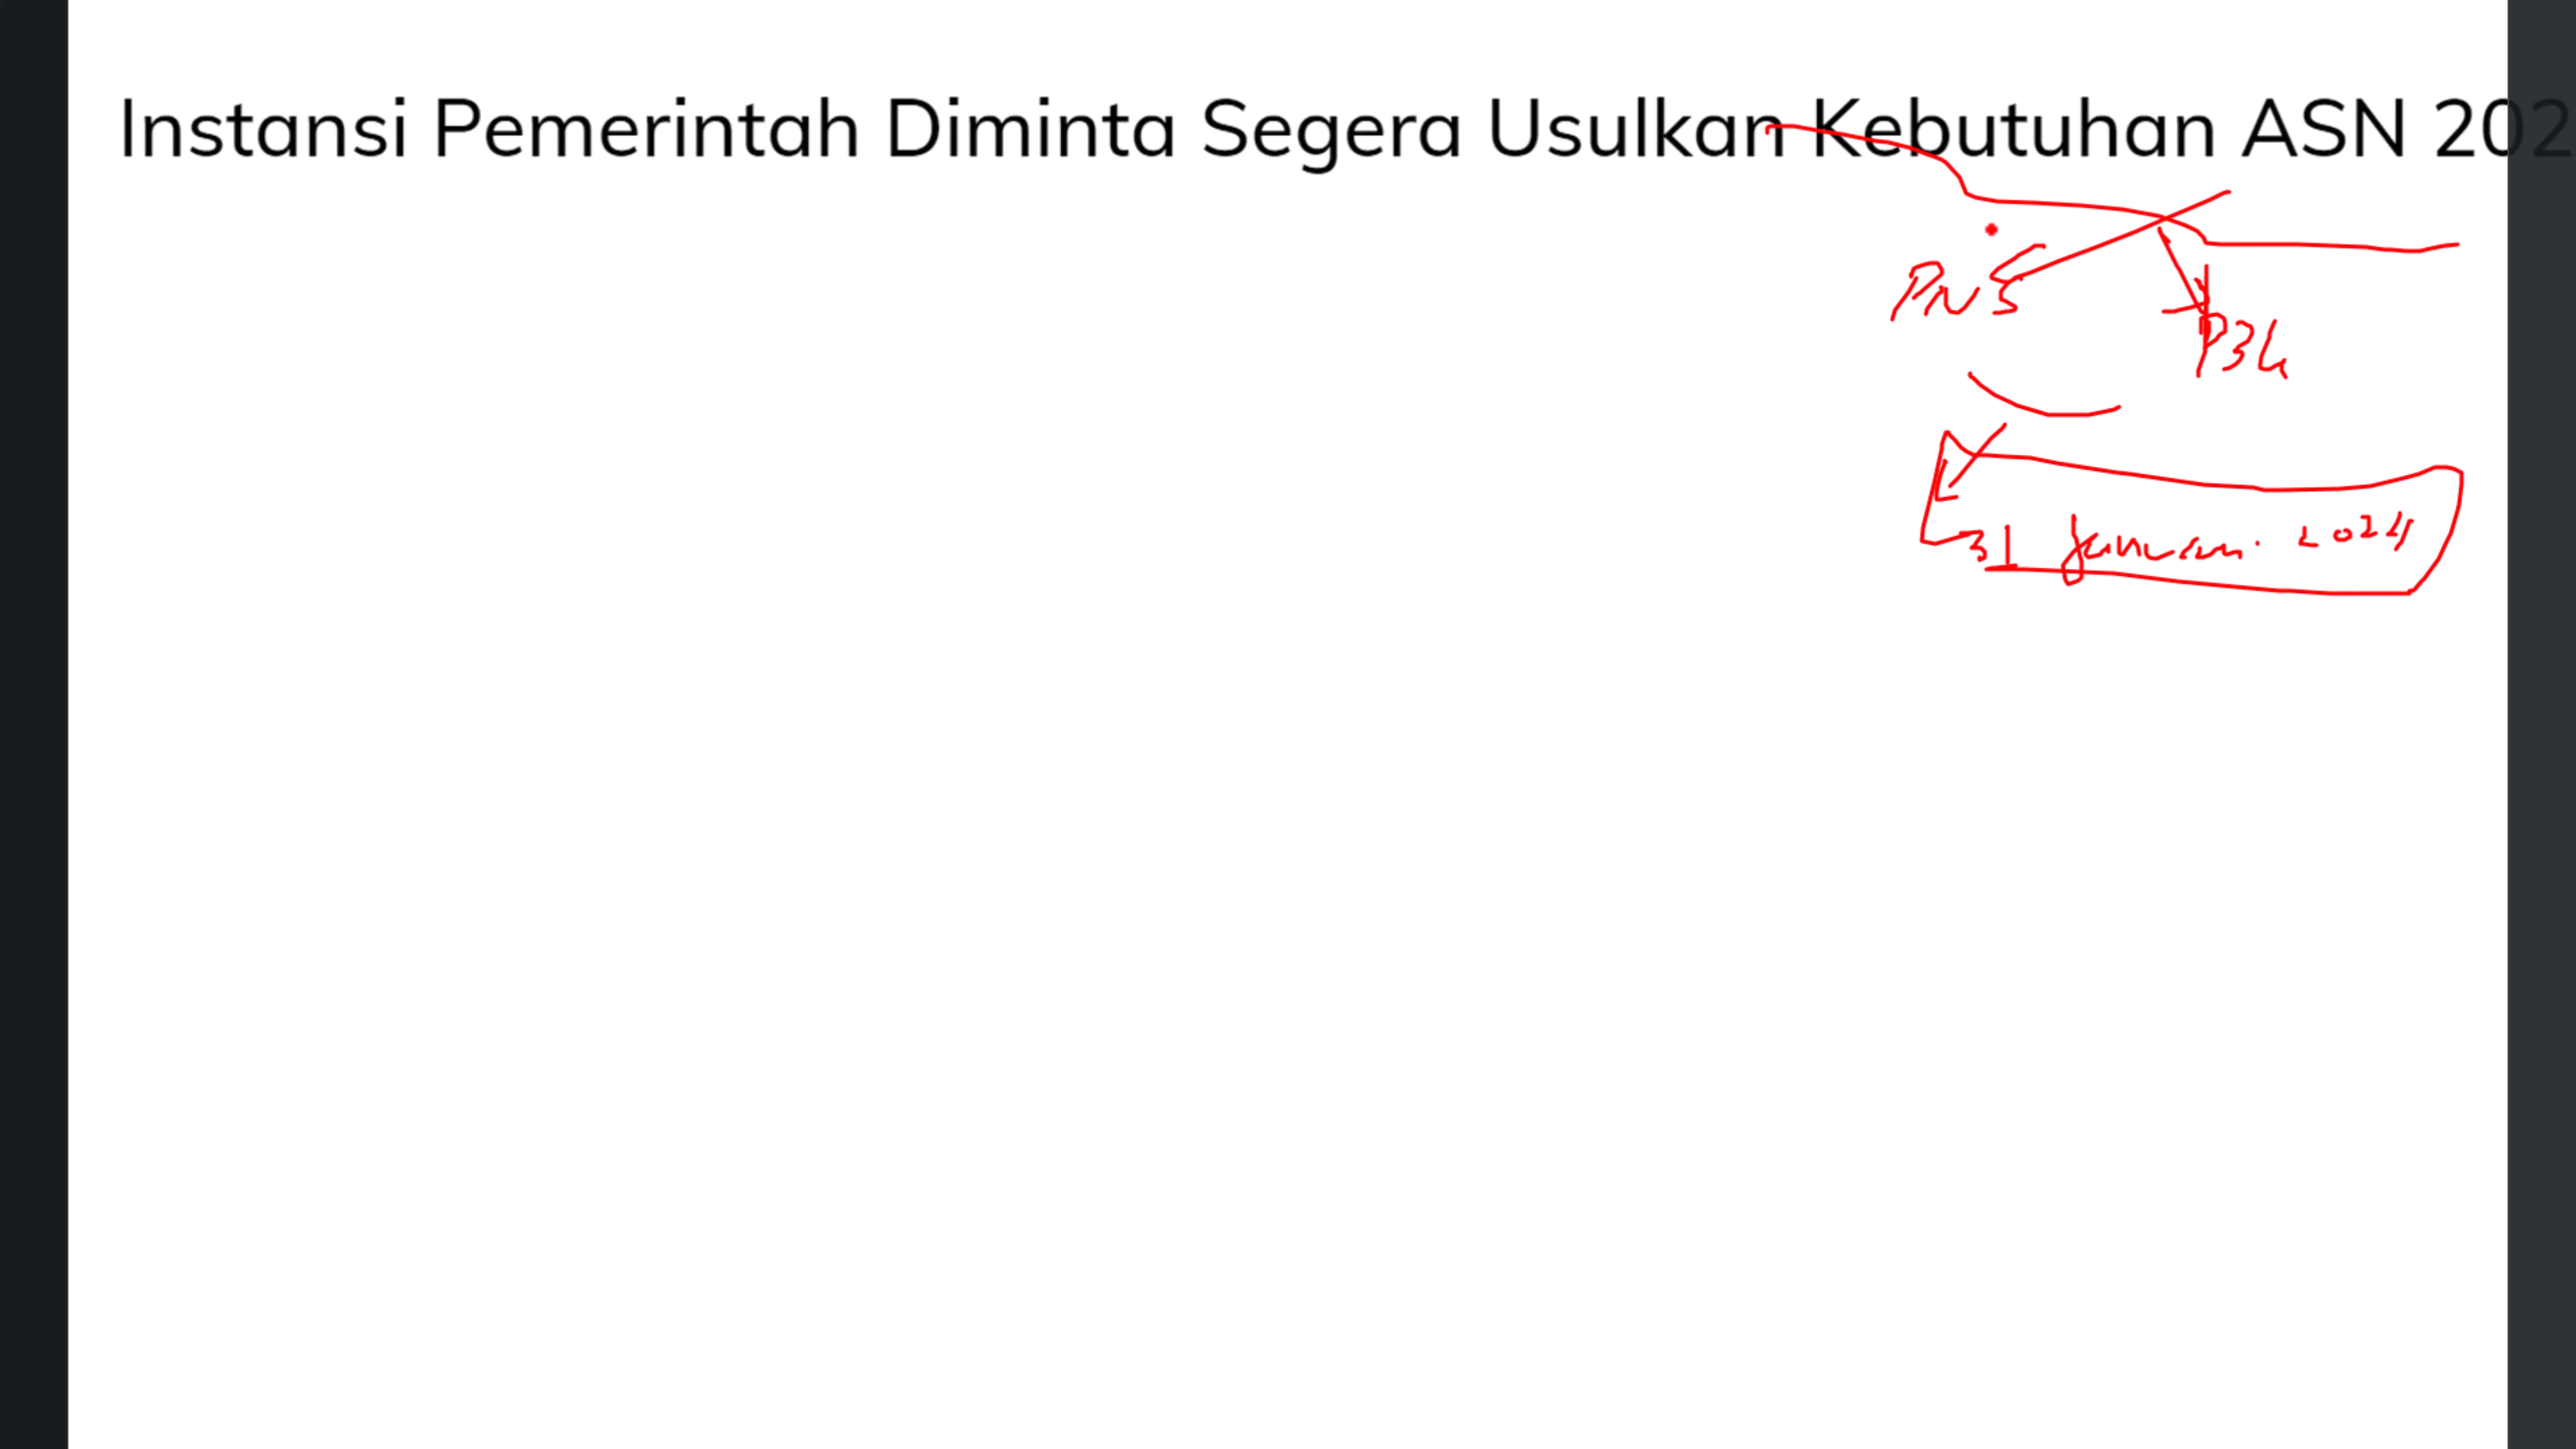 Instansi Pemerintah Diminta Segera Usulkan Kebutuhan ASN 202
PNS
P3K
31 Januari 2024